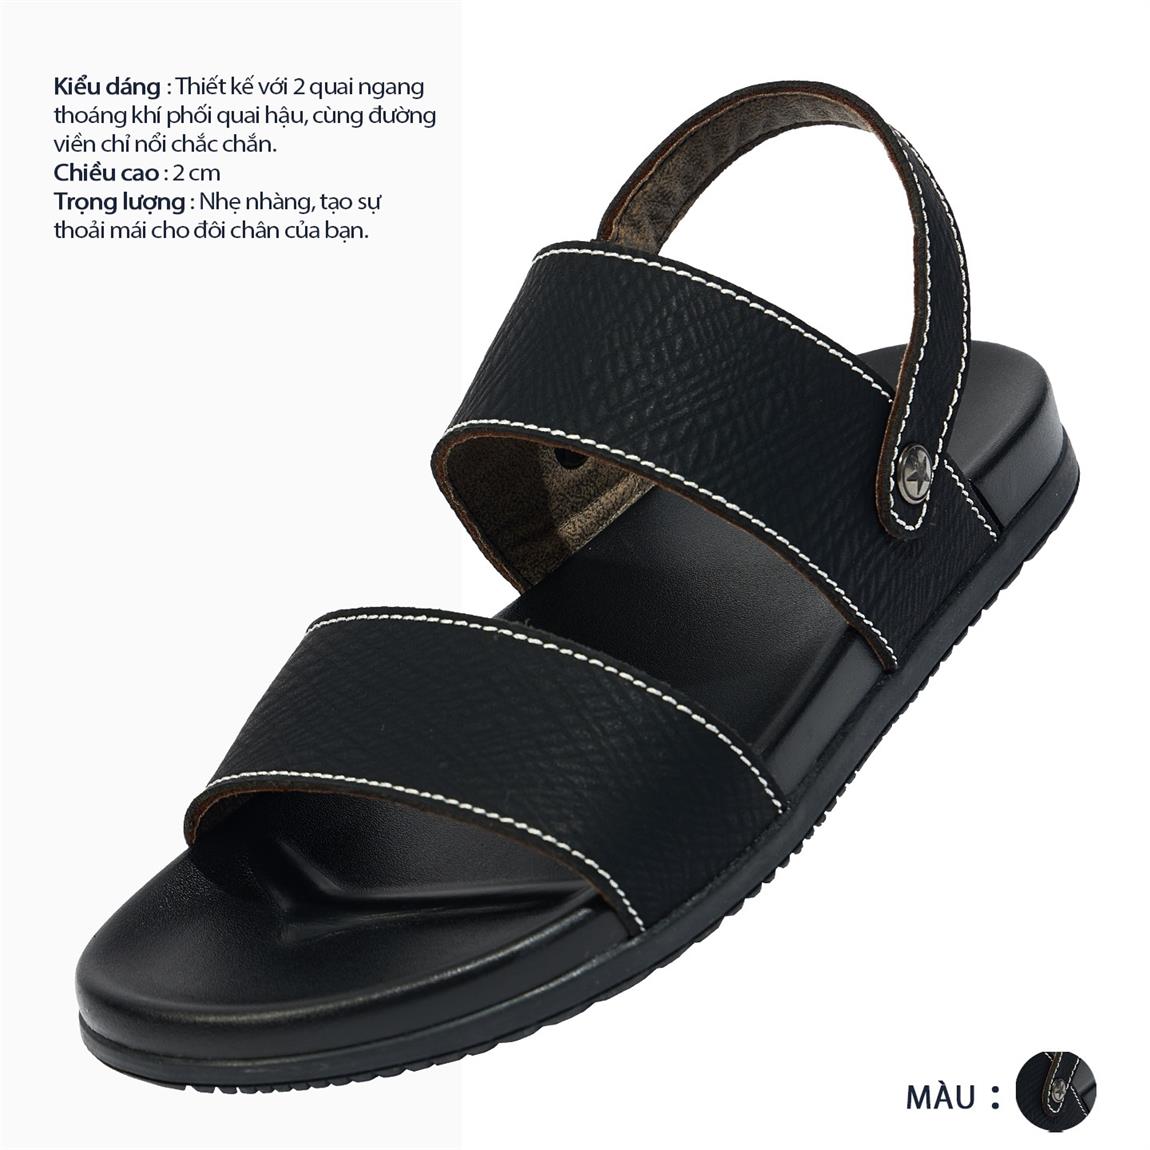 Kiểu dáng : Thiết kế với 2 quai ngang
thoáng khí phối quai hậu, cùng đường
viền chỉ nổi chắc chắn.
Chiều cao : 2 cm
Trọng lượng : Nhẹ nhàng, tạo sự
thoải mái cho đôi chân của bạn.
MÀU :